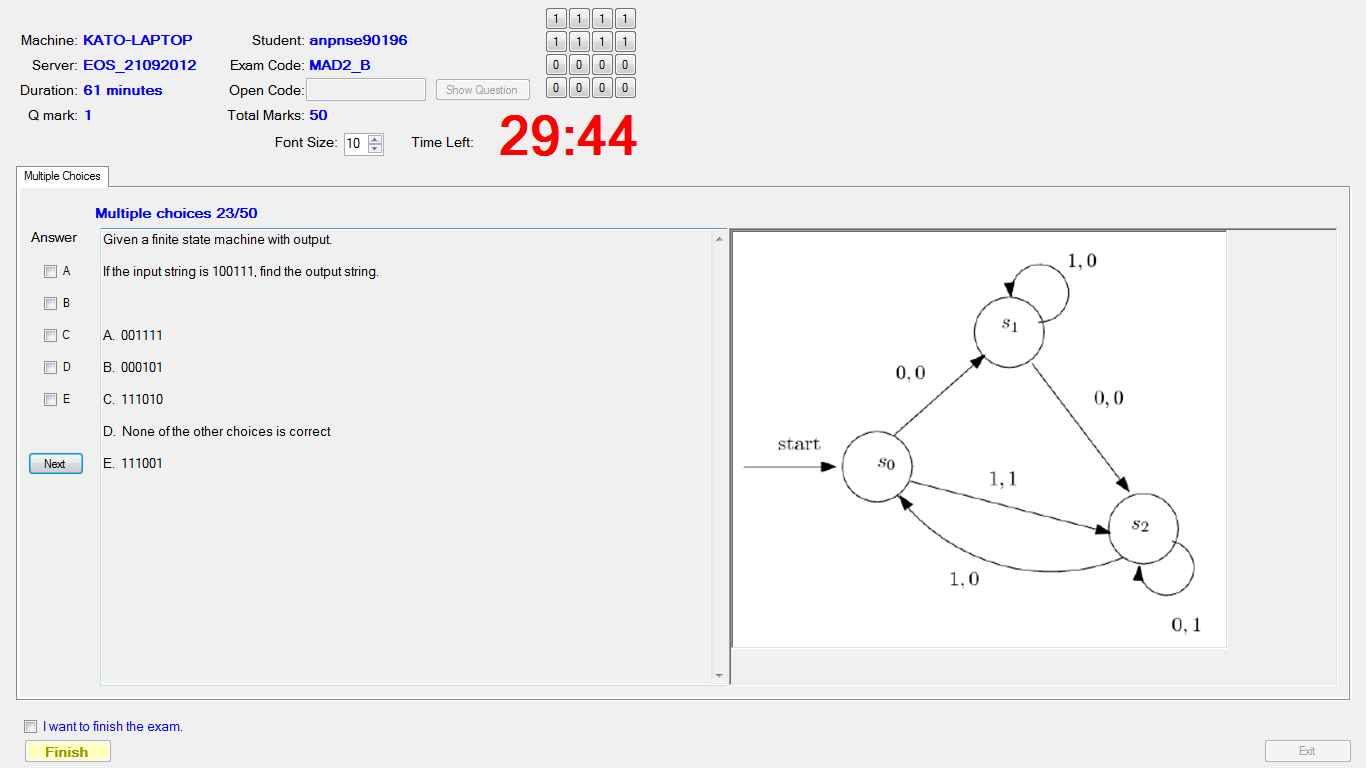 Machine: KATO-LAPTOP Student: anpnse90196
Server: EOS_21092012 Exam Code: MAD2_B
Duration: 61 minutes Open Code: Show Question
Q mark: 1 Total Marks: 50
Font Size: 10 Time Left: 29:44
1 1 1 1
1 1 1 1
0 0 0 0
0 0 0 0
Multiple Choices
Multiple choices 23/50
Answer
A
B
C
D
E
Next
Given a finite state machine with output.
If the input string is 100111, find the output string.
A. 001111
B. 000101
C. 111010
D. None of the other choices is correct
E. 111001
1,0
s1
0,0
0,0
start
s0
1,1
s2
1,0
0,1
I want to finish the exam.
Finish
Exit